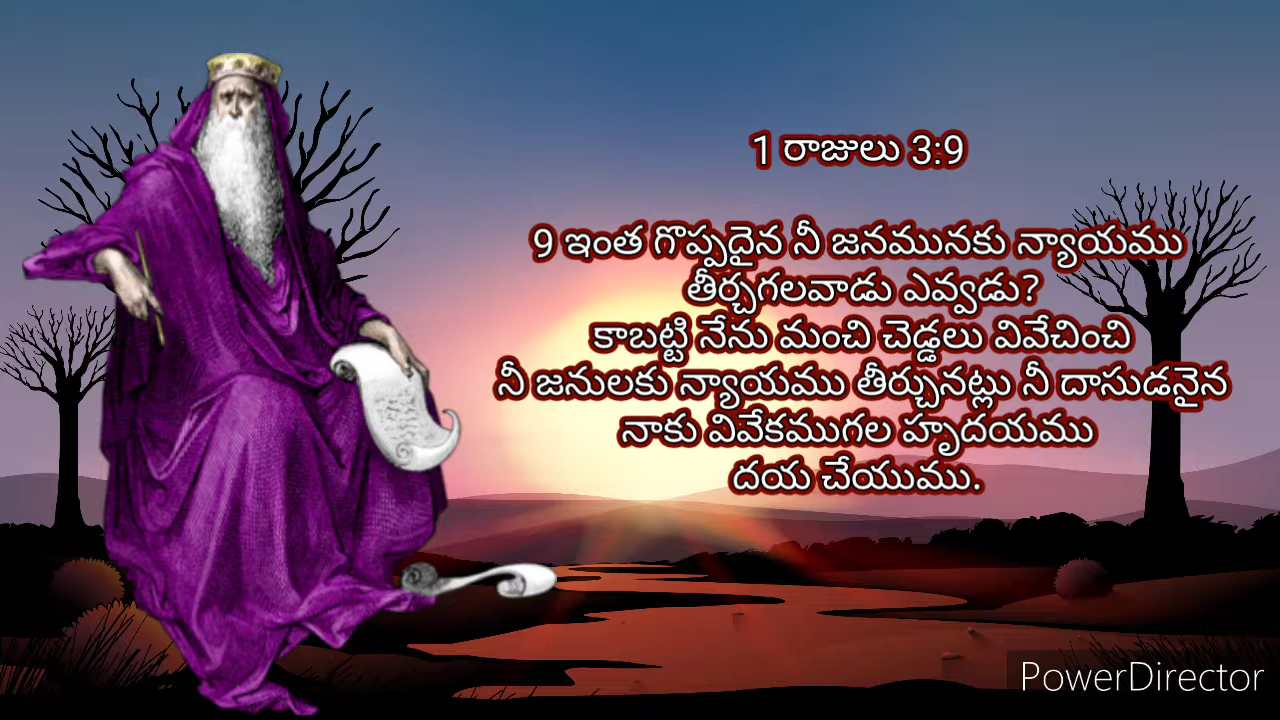 1 రాజులు 3:9
9 ఇంత గొప్పదైన నీ జనమునకు న్యాయము
తీర్చగలవాడు ఎవ్వడు?
కాబట్టి నేను మంచి చెడ్డలు వివేచించి
నీ జనులకు న్యాయము తీర్చునట్లు నీ దాసుడనైన
నాకు వివేకముగల హృదయము
దయ చేయుము.
PowerDirector